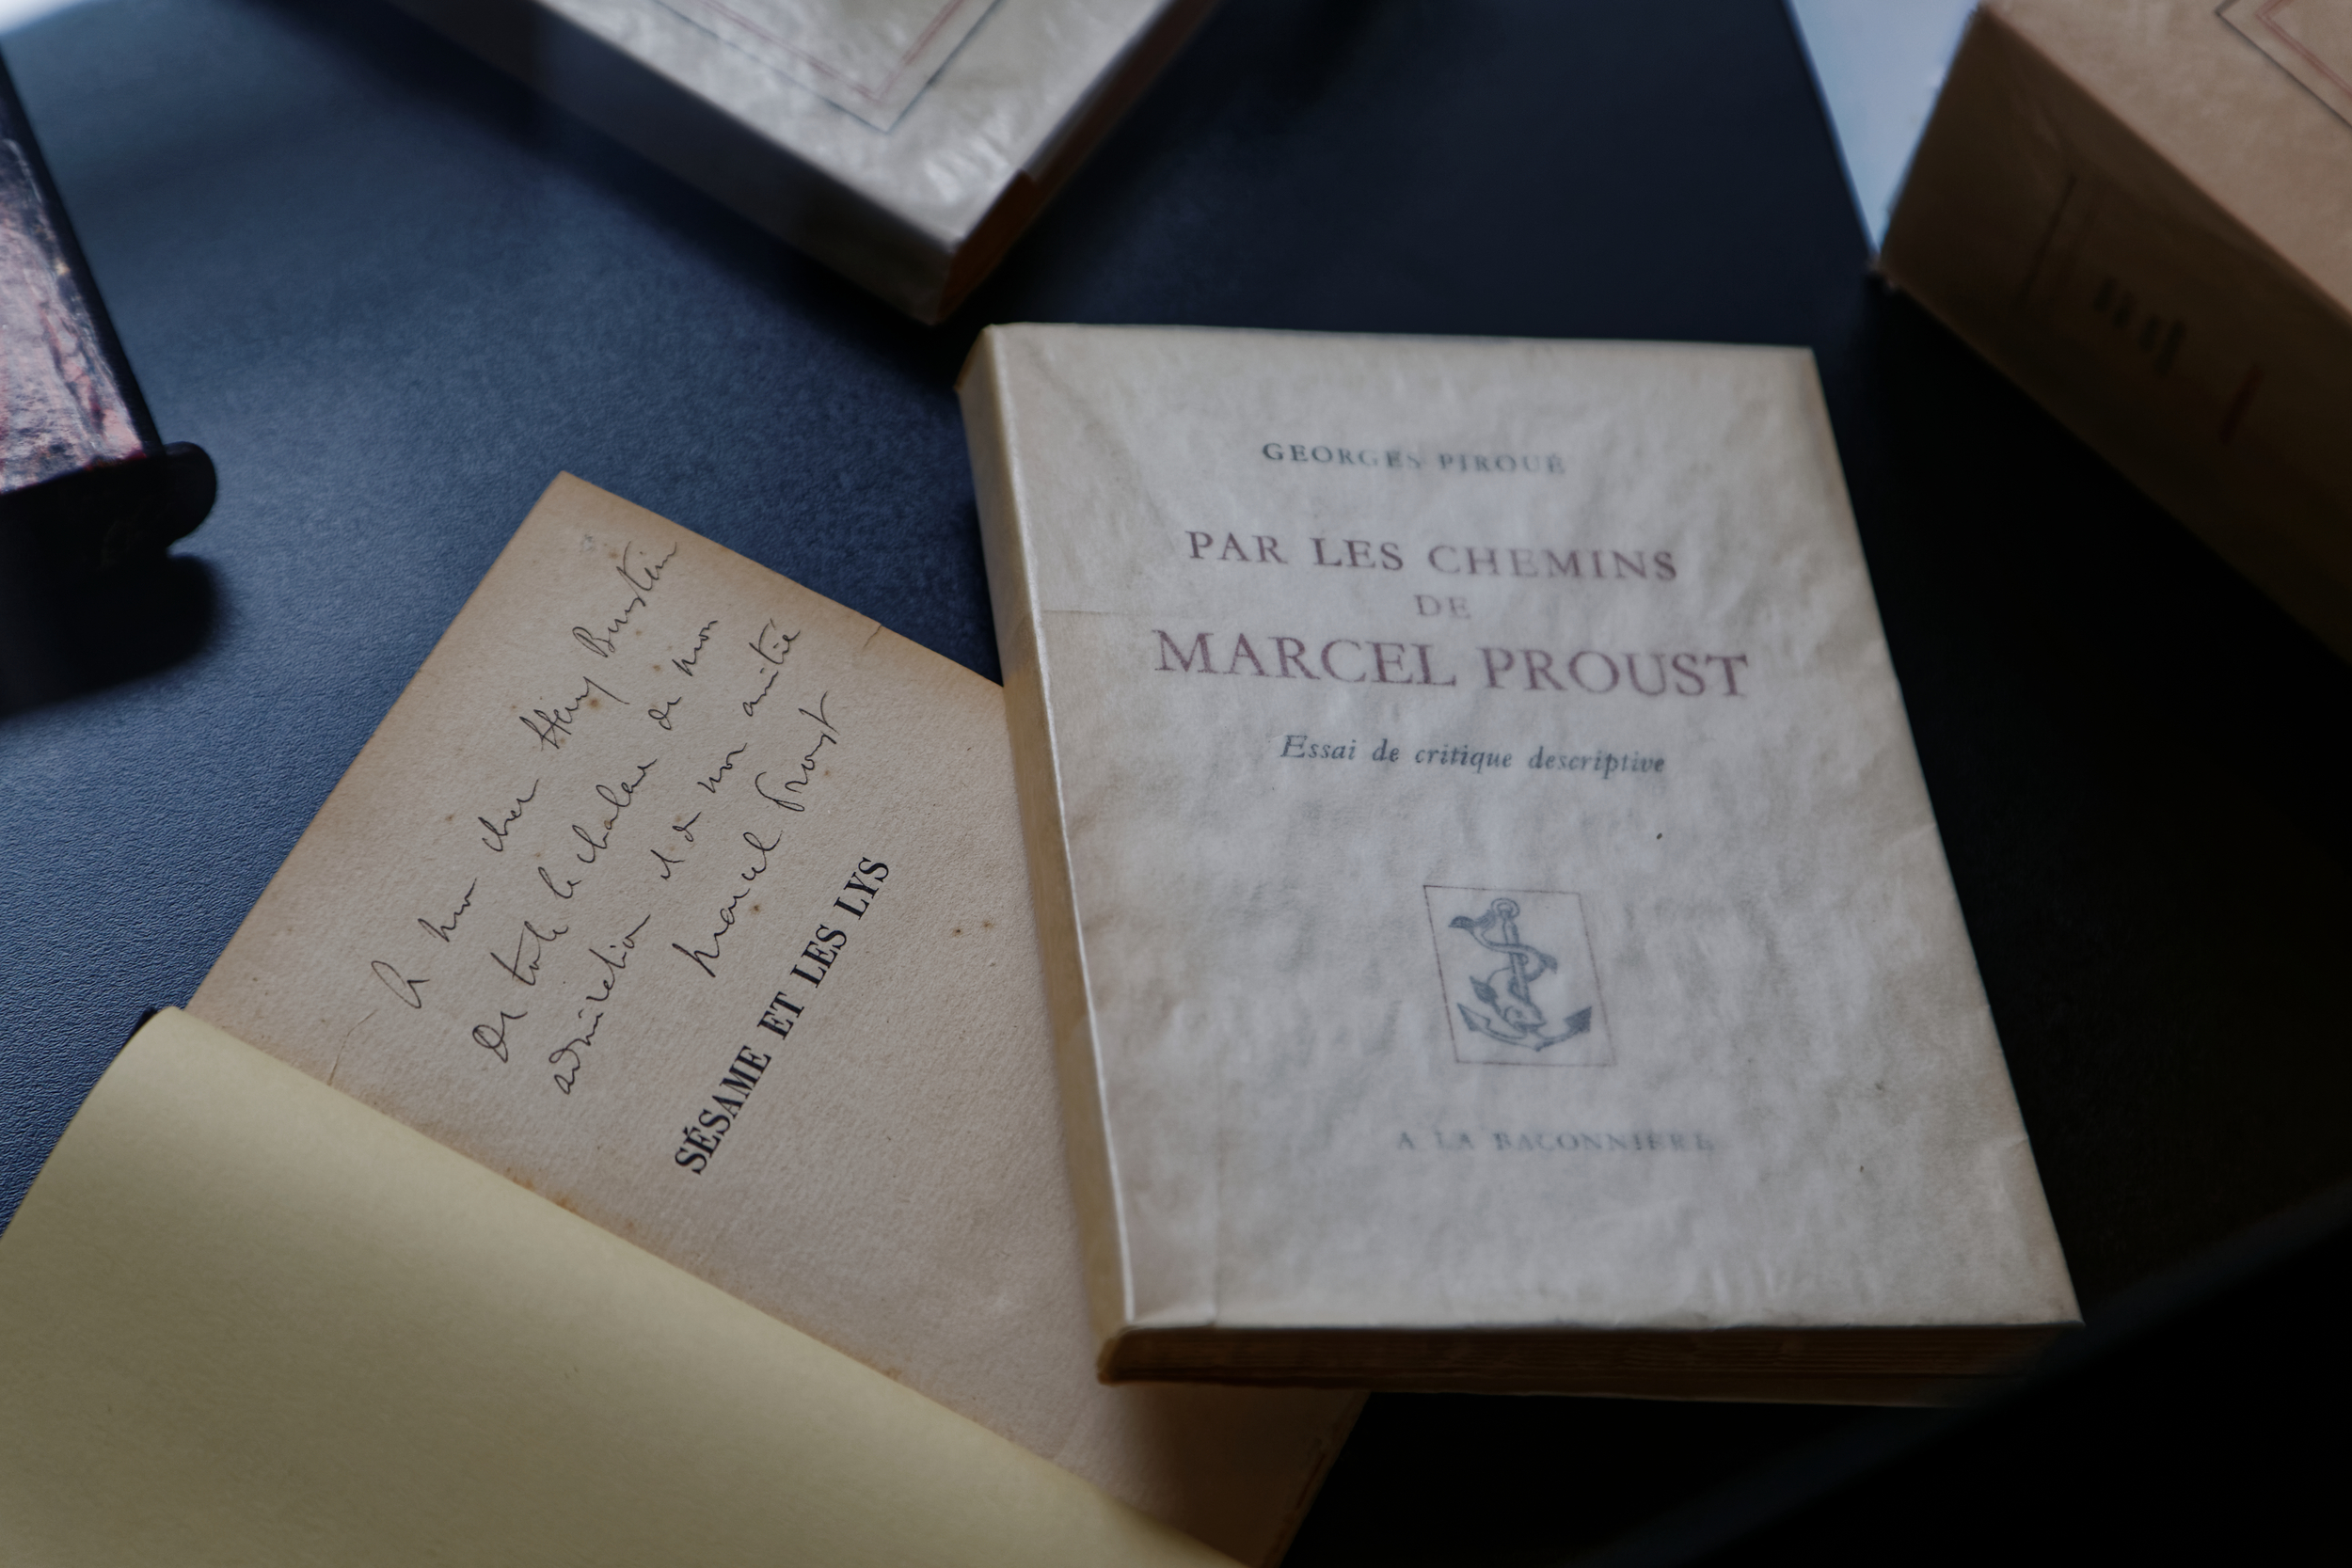 A mon cher Henry Bernstein
De toute la chaleur de mon
admiration et de mon amitié
Marcel Proust
SÉSAME ET LES LYS
GEORGES PIROUÉ
PAR LES CHEMINS
DE
MARCEL PROUST
Essai de critique descriptive
A LA BACONNIÈRE